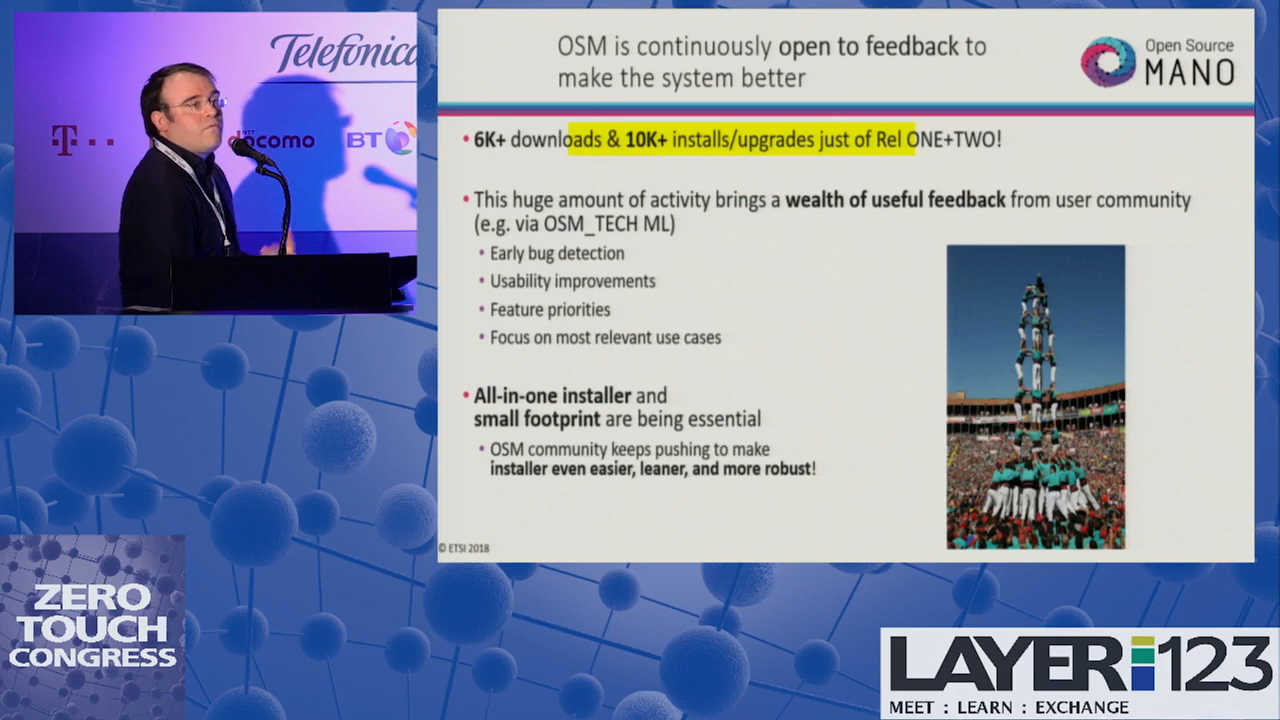 Telefónica
T
NTT
docomo
BT
OSM is continuously open to feedback to
make the system better
Open Source
MANO
• 6K+ downloads & 10K+ installs/upgrades just of Rel ONE+TWO!
• This huge amount of activity brings a wealth of useful feedback from user community
(e.g. via OSM_TECH ML)
• Early bug detection
• Usability improvements
• Feature priorities
• Focus on most relevant use cases
• All-in-one installer and
small footprint are being essential
• OSM community keeps pushing to make
installer even easier, leaner, and more robust!
© ETSI 2018
ZERO
TOUCH
CONGRESS
LAYER123
MEET : LEARN : EXCHANGE